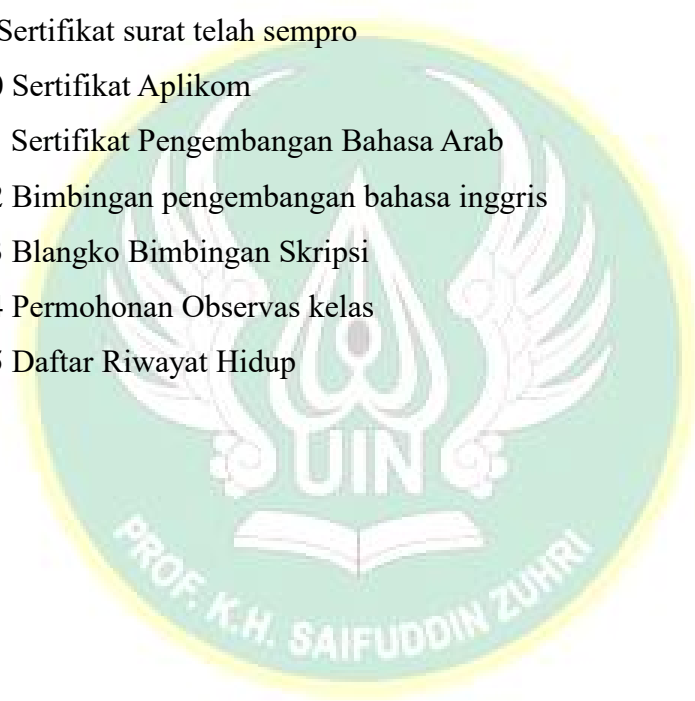 Sertifikat surat telah sempro
0 Sertifikat Aplikom
Sertifikat Pengembangan Bahasa Arab
2 Bimbingan pengembangan bahasa inggris
3 Blangko Bimbingan Skripsi
4 Permohonan Observas kelas
5 Daftar Riwayat Hidup
UIN
PROF. K.H. SAIFUDDIN ZUHRI